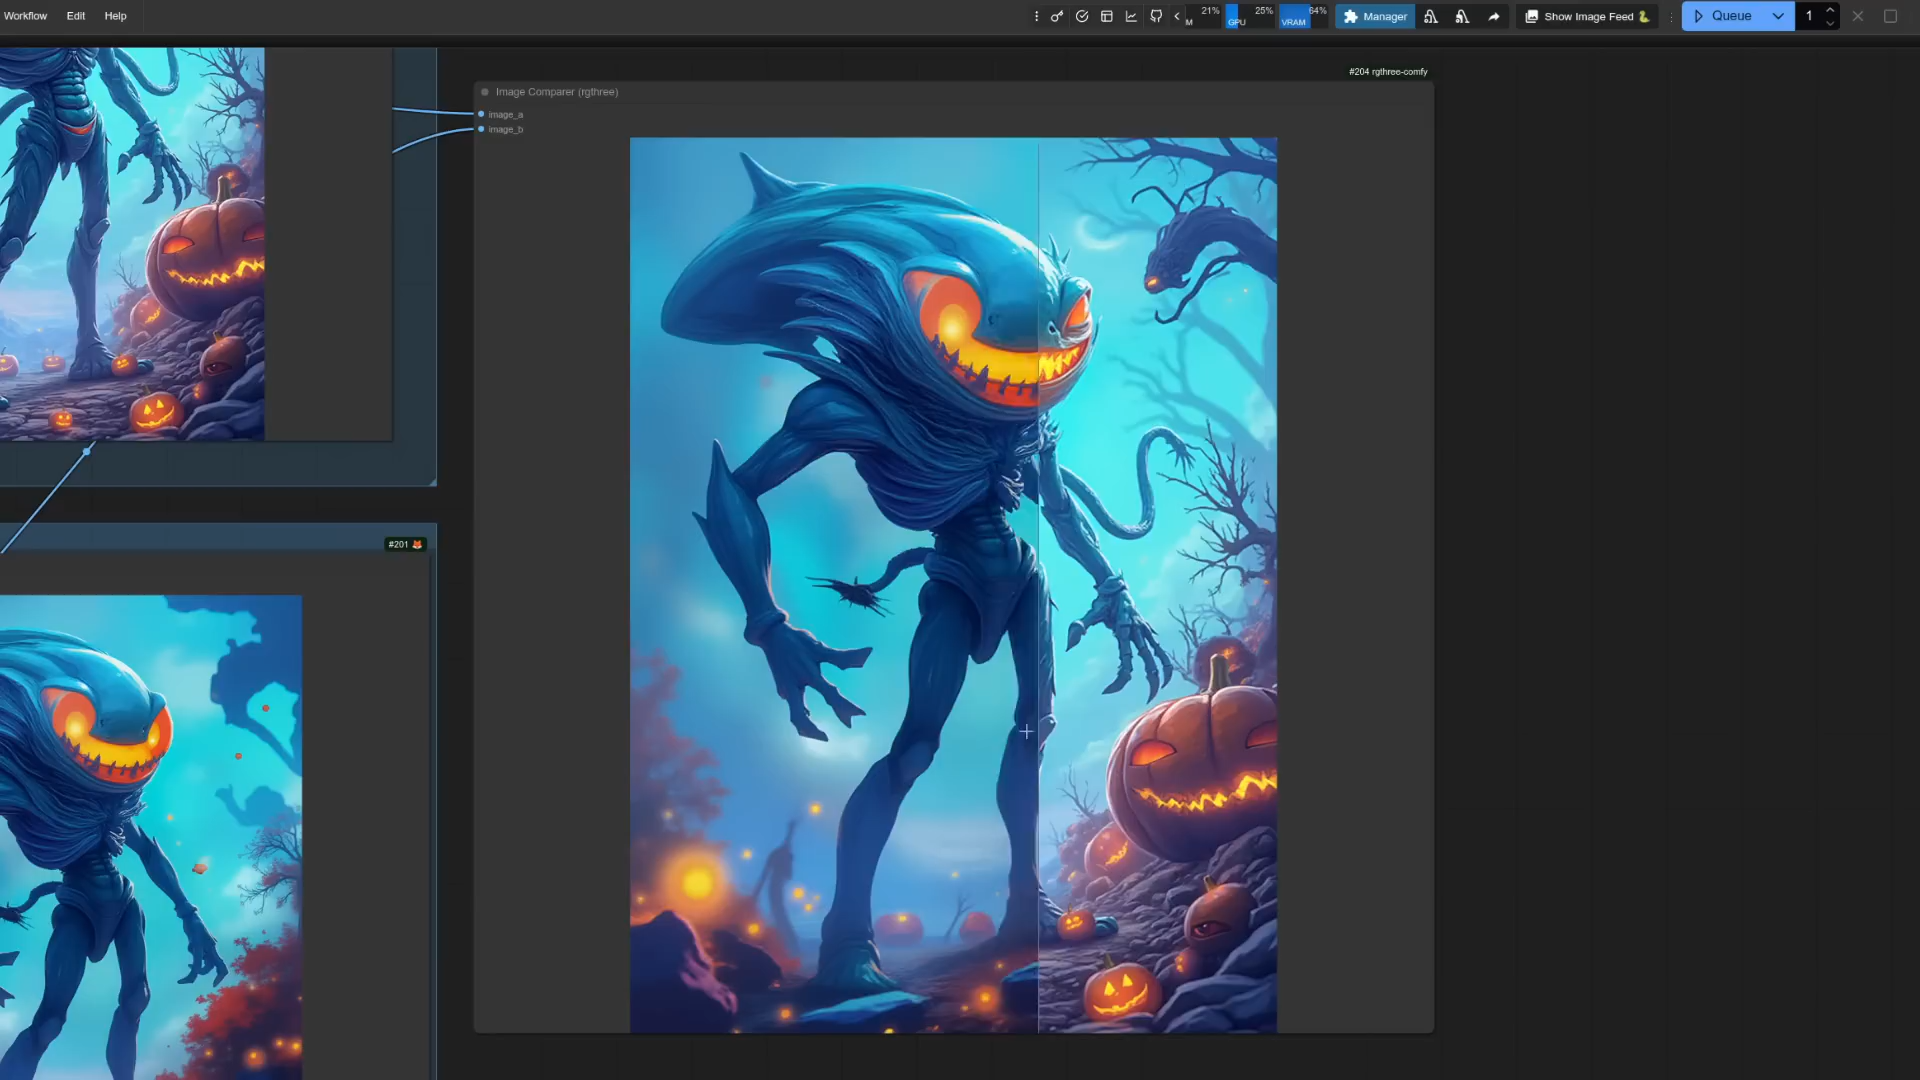 Workflow Edit Help
M 21% GPU 25% VRAM 64% Manager Show Image Feed Queue 1
#204 rgthree-comfy
Image Comparer (rgthree)
image_a
image_b
#201